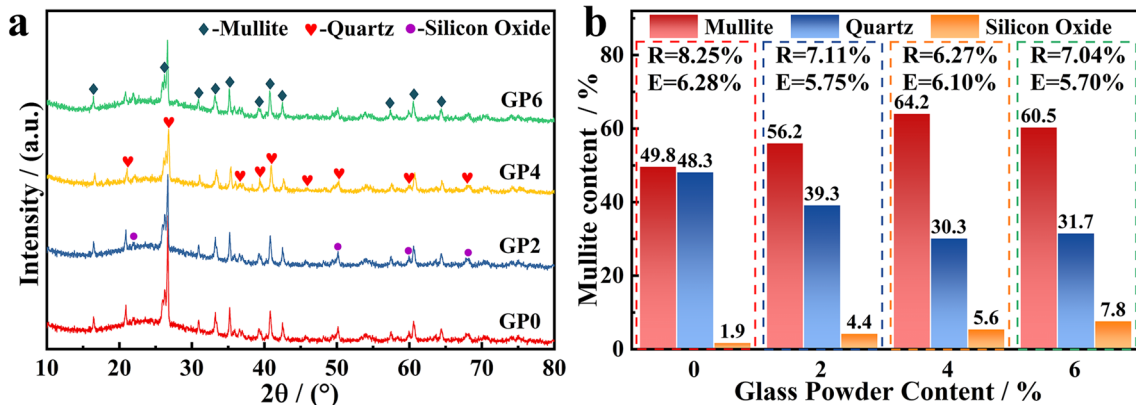 a
-Mullite -Quartz -Silicon Oxide
GP6
GP4
GP2
GP0
Intensity / (a.u.)
10 20 30 40 50 60 70 80
2θ / (°)
b
Mullite Quartz Silicon Oxide
R=8.25% R=7.11% R=6.27% R=7.04%
E=6.28% E=5.75% E=6.10% E=5.70%
49.8 48.3 1.9
56.2 39.3 4.4
64.2 30.3 5.6
60.5 31.7 7.8
Mullite content / %
80
60
40
20
0
0 2 4 6
Glass Powder Content / %